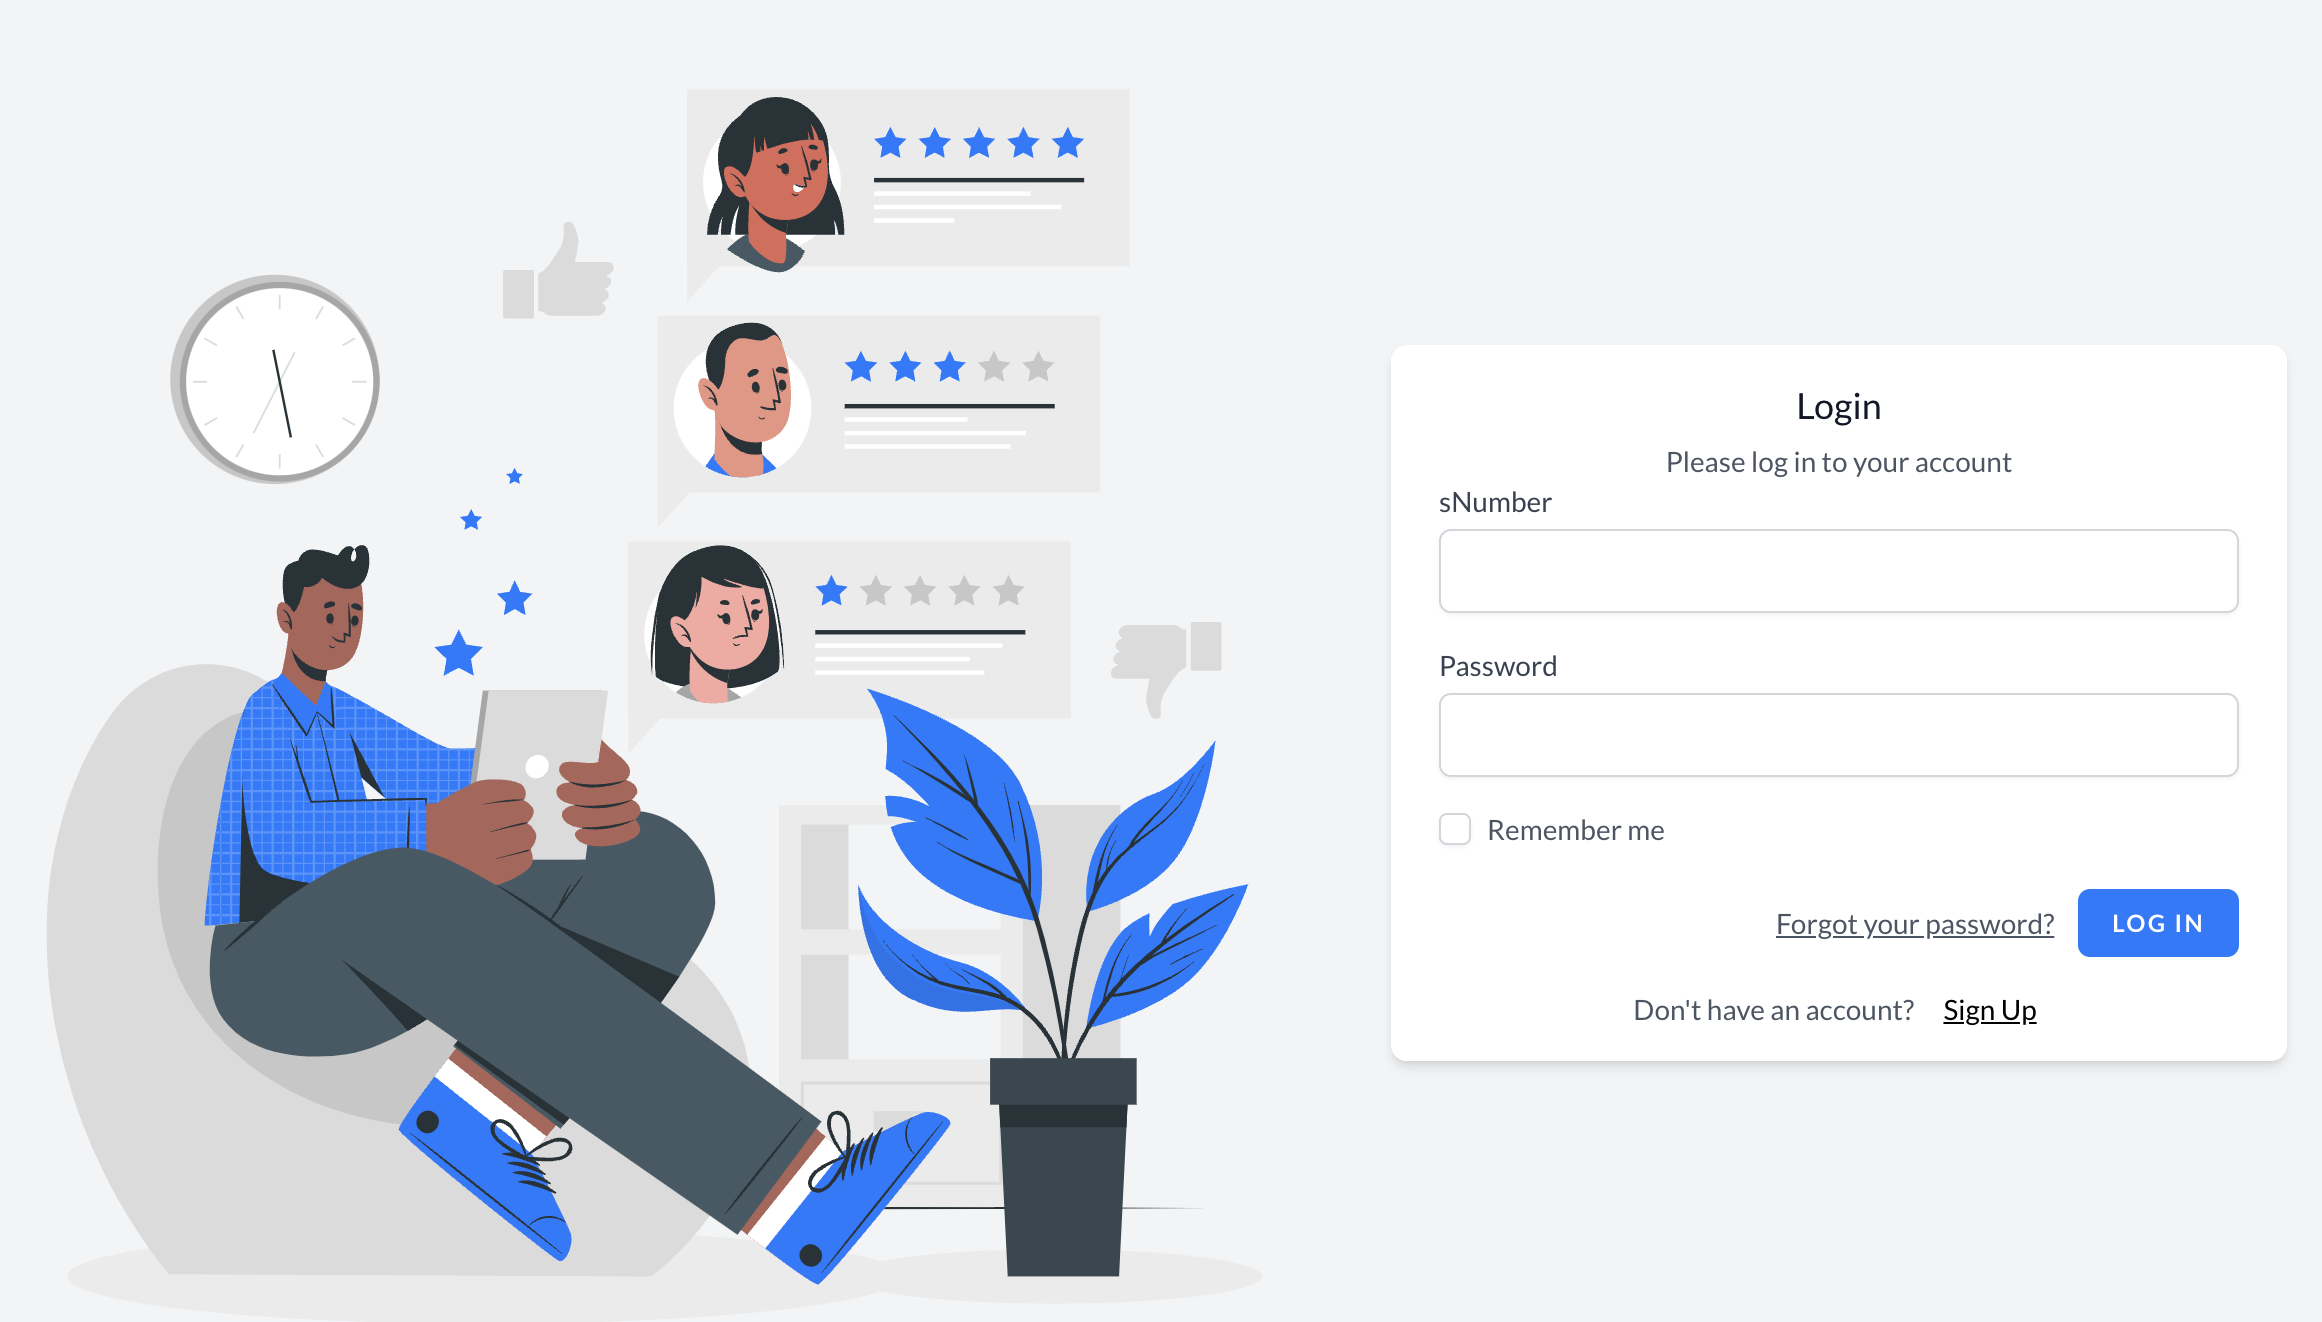 Login
Please log in to your account
sNumber
Password
Remember me
Forgot your password?
LOG IN
Don't have an account? Sign Up